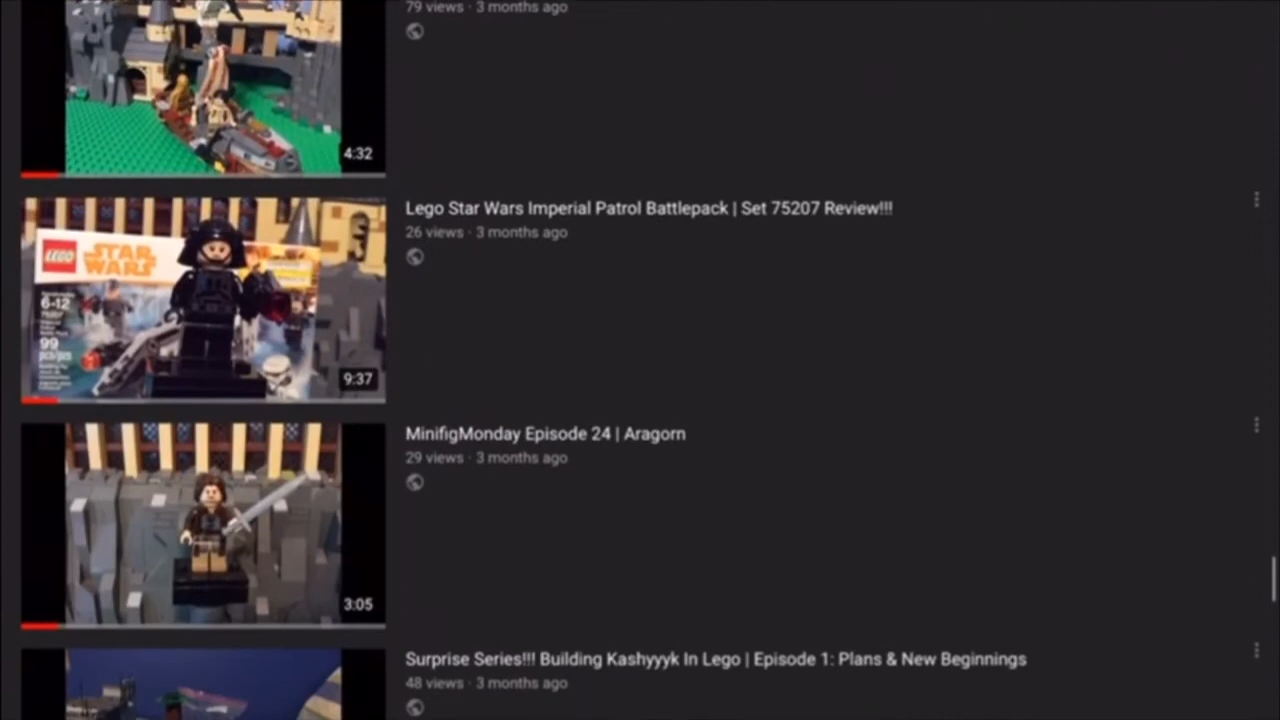 79 views · 3 months ago
4:32
Lego Star Wars Imperial Patrol Battlepack | Set 75207 Review!!!
26 views · 3 months ago
LEGO STAR WARS
6-12
99
pcs/pzs
9:37
MinifigMonday Episode 24 | Aragorn
29 views · 3 months ago
3:05
Surprise Series!!! Building Kashyyyk In Lego | Episode 1: Plans & New Beginnings
48 views · 3 months ago